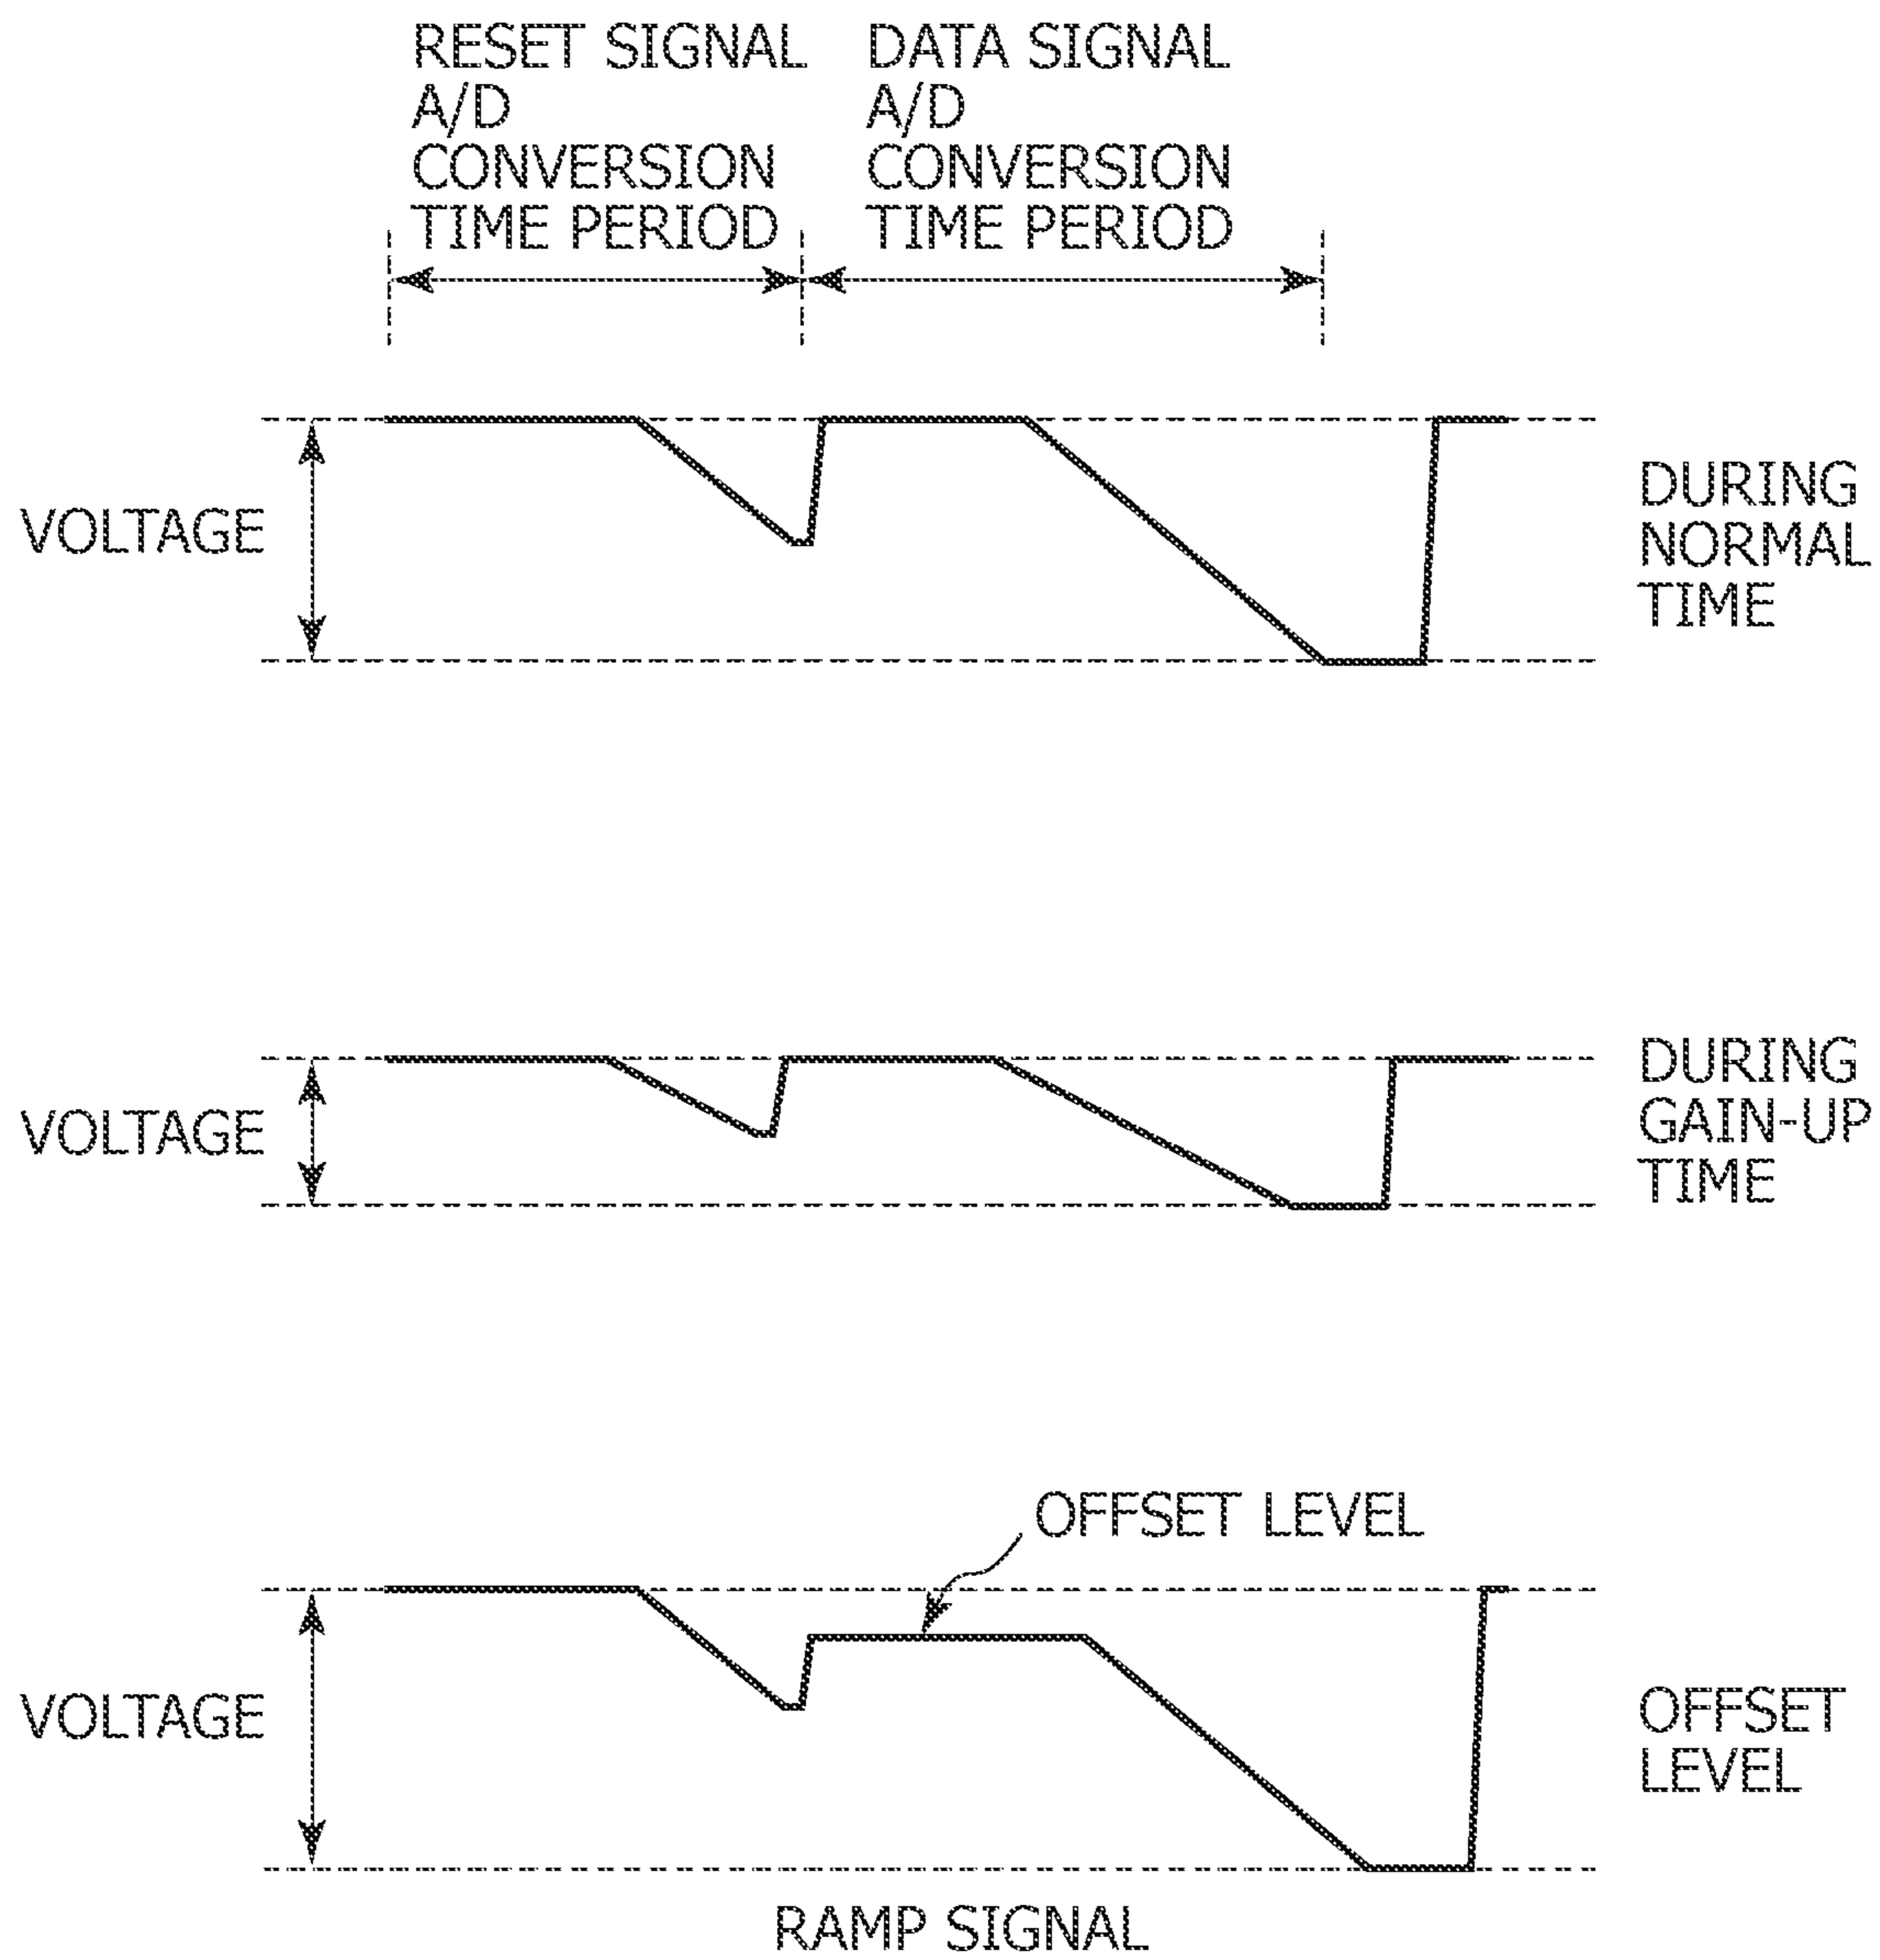 RESET SIGNAL
A/D
CONVERSION
TIME PERIOD
DATA SIGNAL
A/D
CONVERSION
TIME PERIOD
VOLTAGE
DURING
NORMAL
TIME
VOLTAGE
DURING
GAIN-UP
TIME
OFFSET LEVEL
VOLTAGE
OFFSET
LEVEL
RAMP SIGNAL